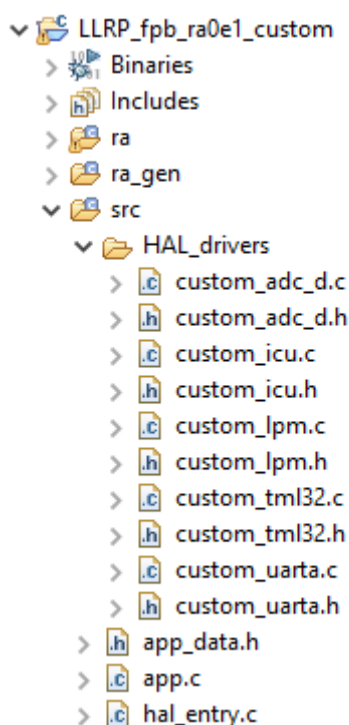 LLRP_fpb_ra0e1_custom
Binaries
Includes
ra
ra_gen
src
HAL_drivers
custom_adc_d.c
custom_adc_d.h
custom_icu.c
custom_icu.h
custom_lpm.c
custom_lpm.h
custom_tml32.c
custom_tml32.h
custom_uarta.c
custom_uarta.h
app_data.h
app.c
hal_entry.c